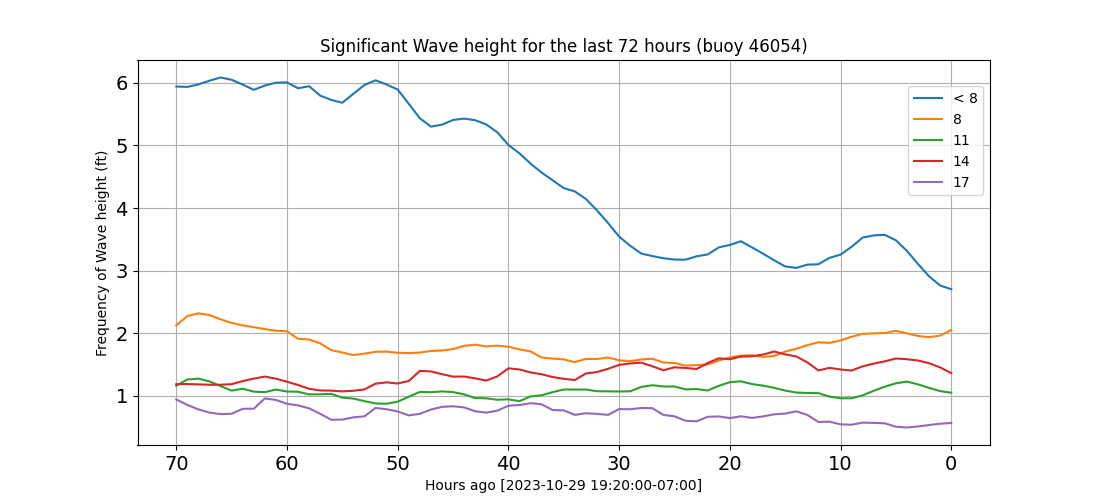 Significant Wave height for the last 72 hours (buoy 46054)
Frequency of Wave height (ft)
6
5
4
3
2
1
< 8
8
11
14
17
70 60 50 40 30 20 10 0
Hours ago [2023-10-29 19:20:00-07:00]